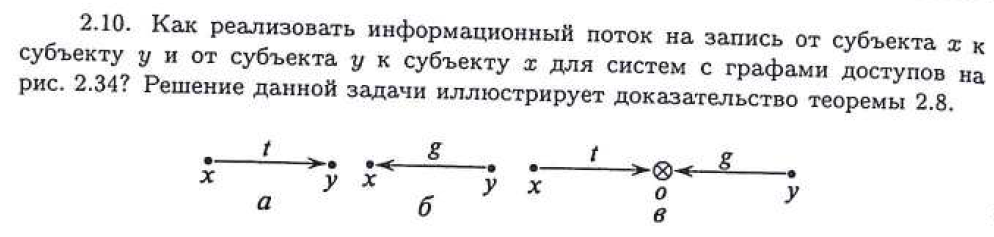 2.10. Как реализовать информационный поток на запись от субъекта x к
субъекту y и от субъекта y к субъекту x для систем с графами доступов на
рис. 2.34? Решение данной задачи иллюстрирует доказательство теоремы 2.8.
t g t g
x y x y x o y
а б в